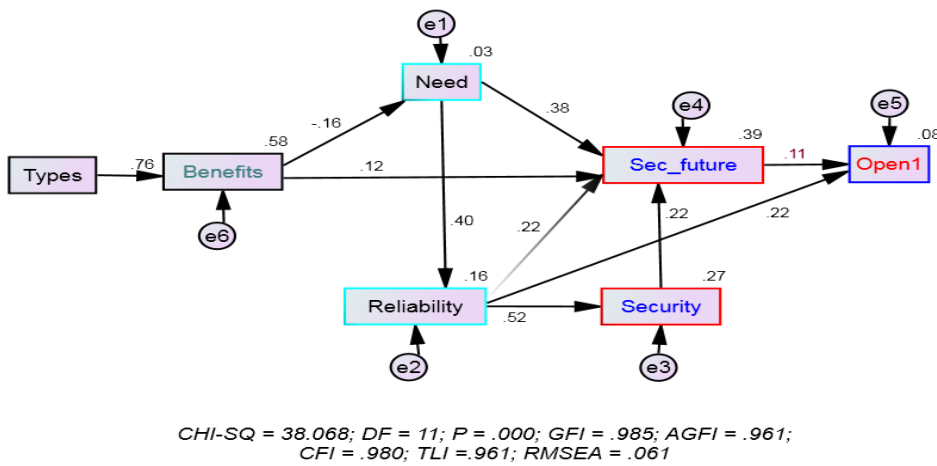 e1
.03
Need
e4
e5
-.16
.38
.39
.08
.58
Types
.76
Benefits
.12
Sec_future
.11
Open1
e6
.40
.22
.22
.22
.16
.27
Reliability
.52
Security
e2
e3
CHI-SQ = 38.068; DF = 11; P = .000; GFI = .985; AGFI = .961;
CFI = .980; TLI =.961; RMSEA = .061